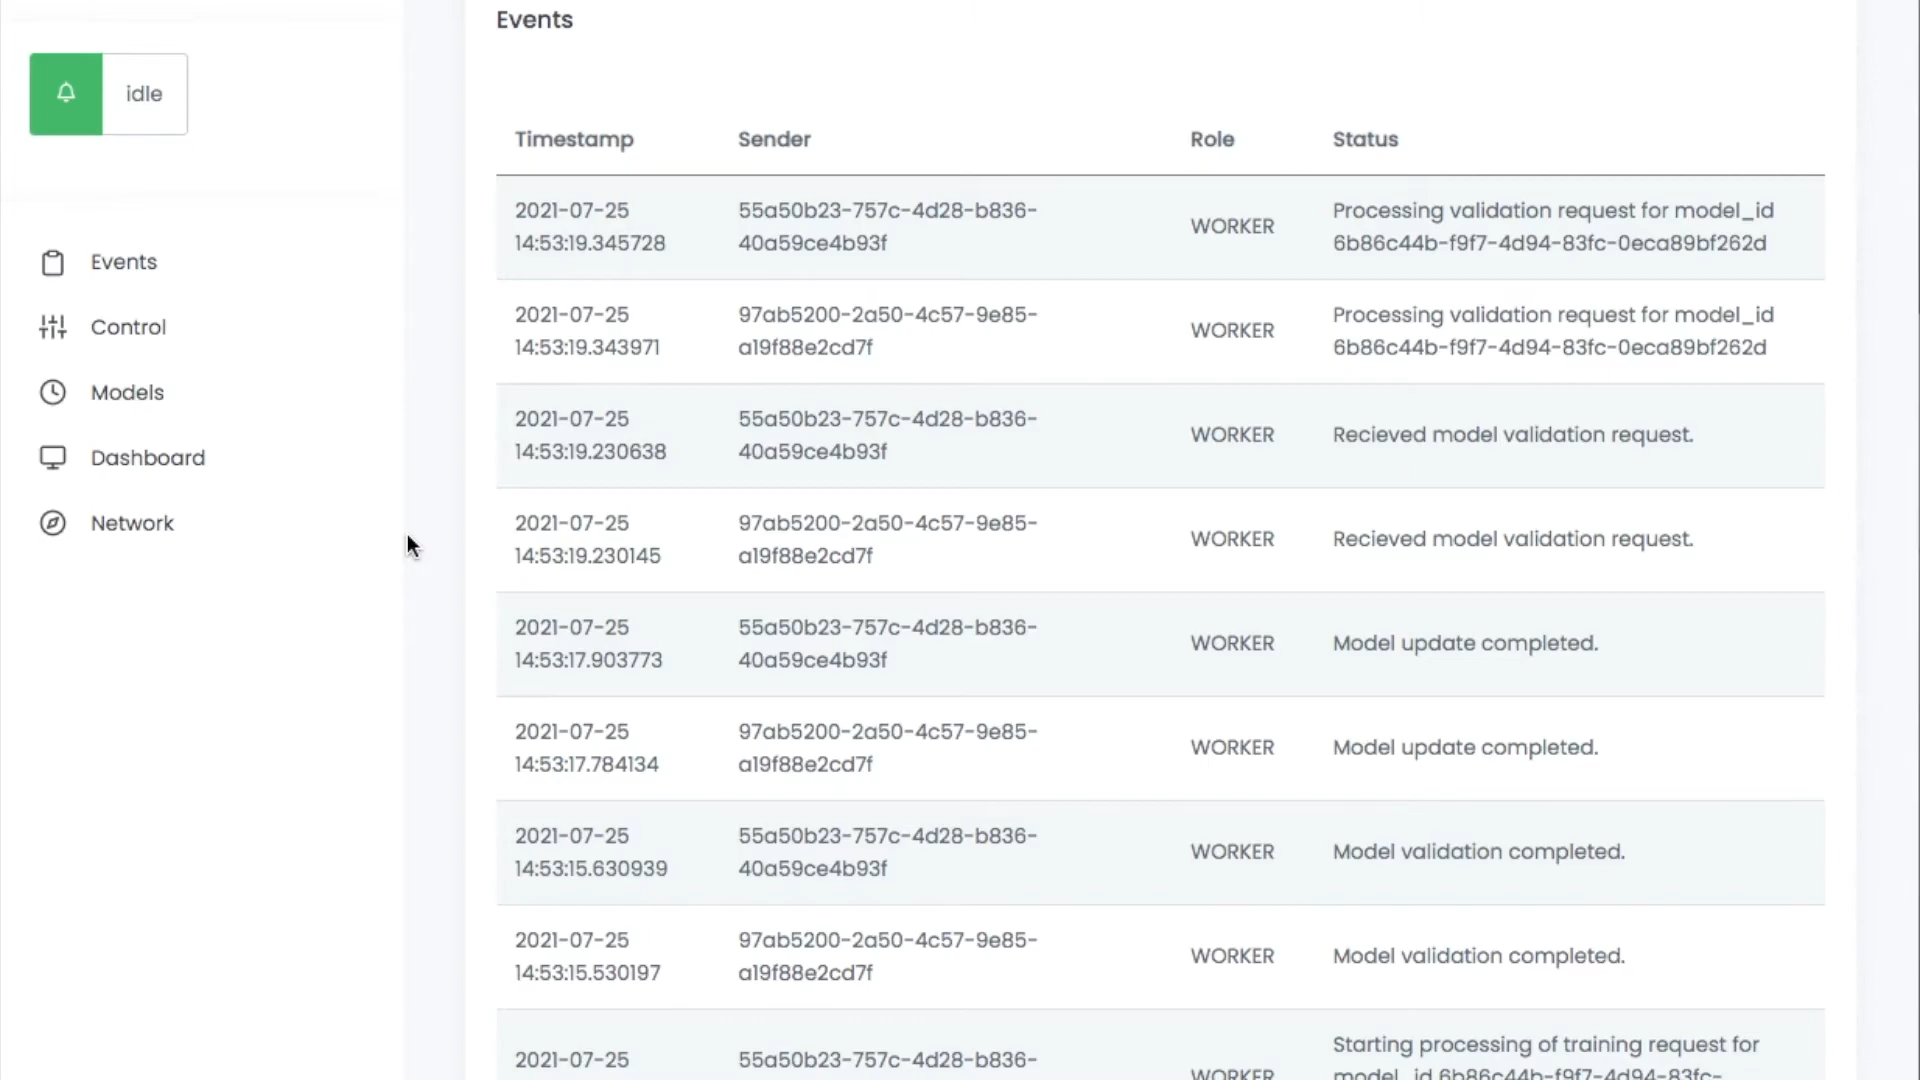 Events
idle
Events
Control
Models
Dashboard
Network
Timestamp Sender Role Status
2021-07-25 55a50b23-757c-4d28-b836- WORKER Processing validation request for model_id
14:53:19.345728 40a59ce4b93f 6b86c44b-f9f7-4d94-83fc-0eca89bf262d
2021-07-25 97ab5200-2a50-4c57-9e85- WORKER Processing validation request for model_id
14:53:19.343971 a19f88e2cd7f 6b86c44b-f9f7-4d94-83fc-0eca89bf262d
2021-07-25 55a50b23-757c-4d28-b836- WORKER Recieved model validation request.
14:53:19.230638 40a59ce4b93f
2021-07-25 97ab5200-2a50-4c57-9e85- WORKER Recieved model validation request.
14:53:19.230145 a19f88e2cd7f
2021-07-25 55a50b23-757c-4d28-b836- WORKER Model update completed.
14:53:17.903773 40a59ce4b93f
2021-07-25 97ab5200-2a50-4c57-9e85- WORKER Model update completed.
14:53:17.784134 a19f88e2cd7f
2021-07-25 55a50b23-757c-4d28-b836- WORKER Model validation completed.
14:53:15.630939 40a59ce4b93f
2021-07-25 97ab5200-2a50-4c57-9e85- WORKER Model validation completed.
14:53:15.530197 a19f88e2cd7f
2021-07-25 55a50b23-757c-4d28-b836- WORKER Starting processing of training request for
model_id 6b86c44b-f9f7-4d94-83fc-